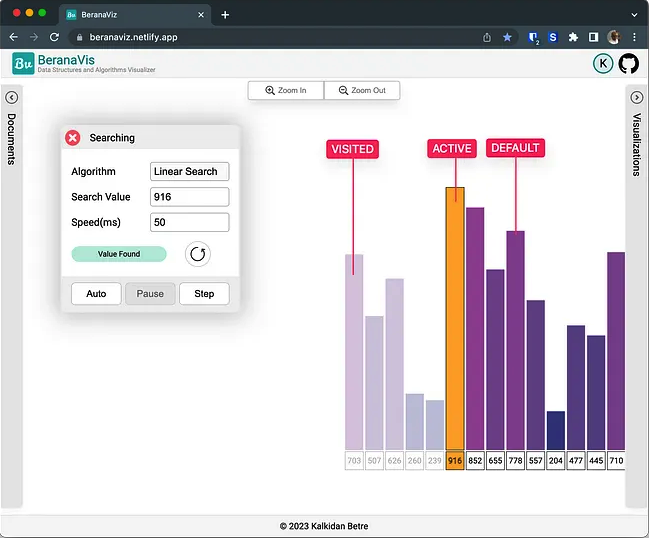 BeranaViz
beranaviz.netlify.app
2
S
Bv
BeranaVis
Data Structures and Algorithms Visualizer
K
Zoom In
Zoom Out
Documents
Visualizations
Searching
Algorithm
Linear Search
Search Value
916
Speed(ms)
50
Value Found
Auto
Pause
Step
VISITED
ACTIVE
DEFAULT
703 507 626 260 239 916 852 655 778 557 204 477 445 710
© 2023 Kalkidan Betre